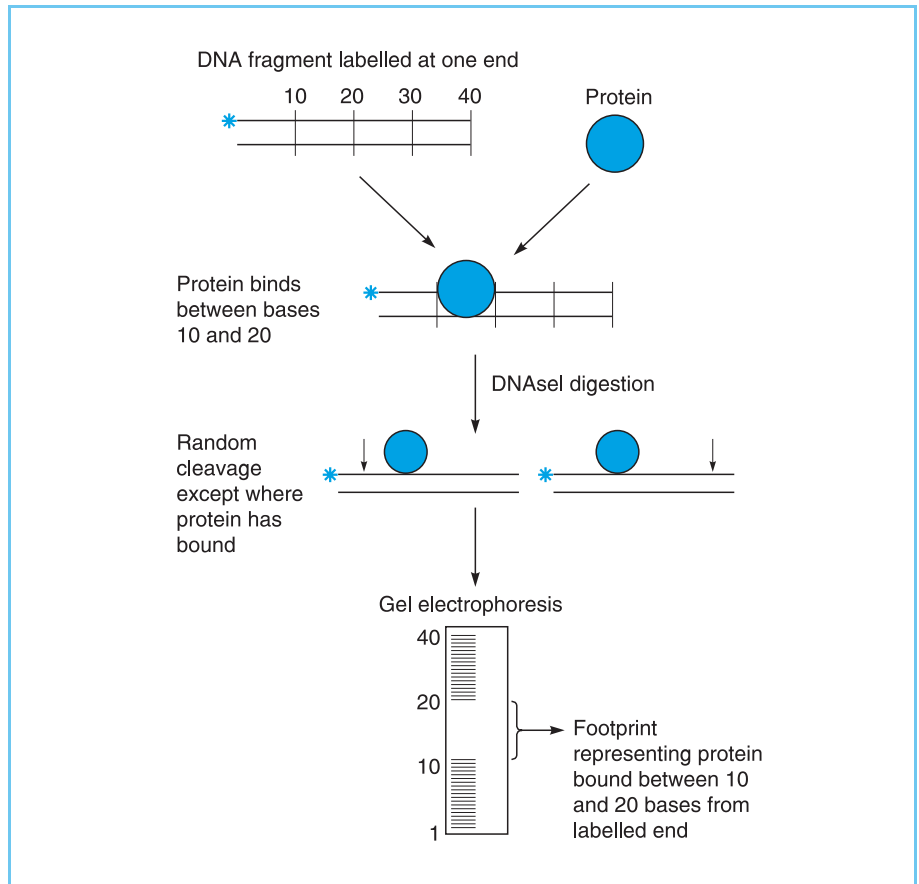 DNA fragment labelled at one end
10 20 30 40
Protein
*
Protein binds
between bases
10 and 20
*
DNAseI digestion
Random
cleavage
except where
protein has
bound
* *
Gel electrophoresis
40
20
10
1
Footprint
representing protein
bound between 10
and 20 bases from
labelled end